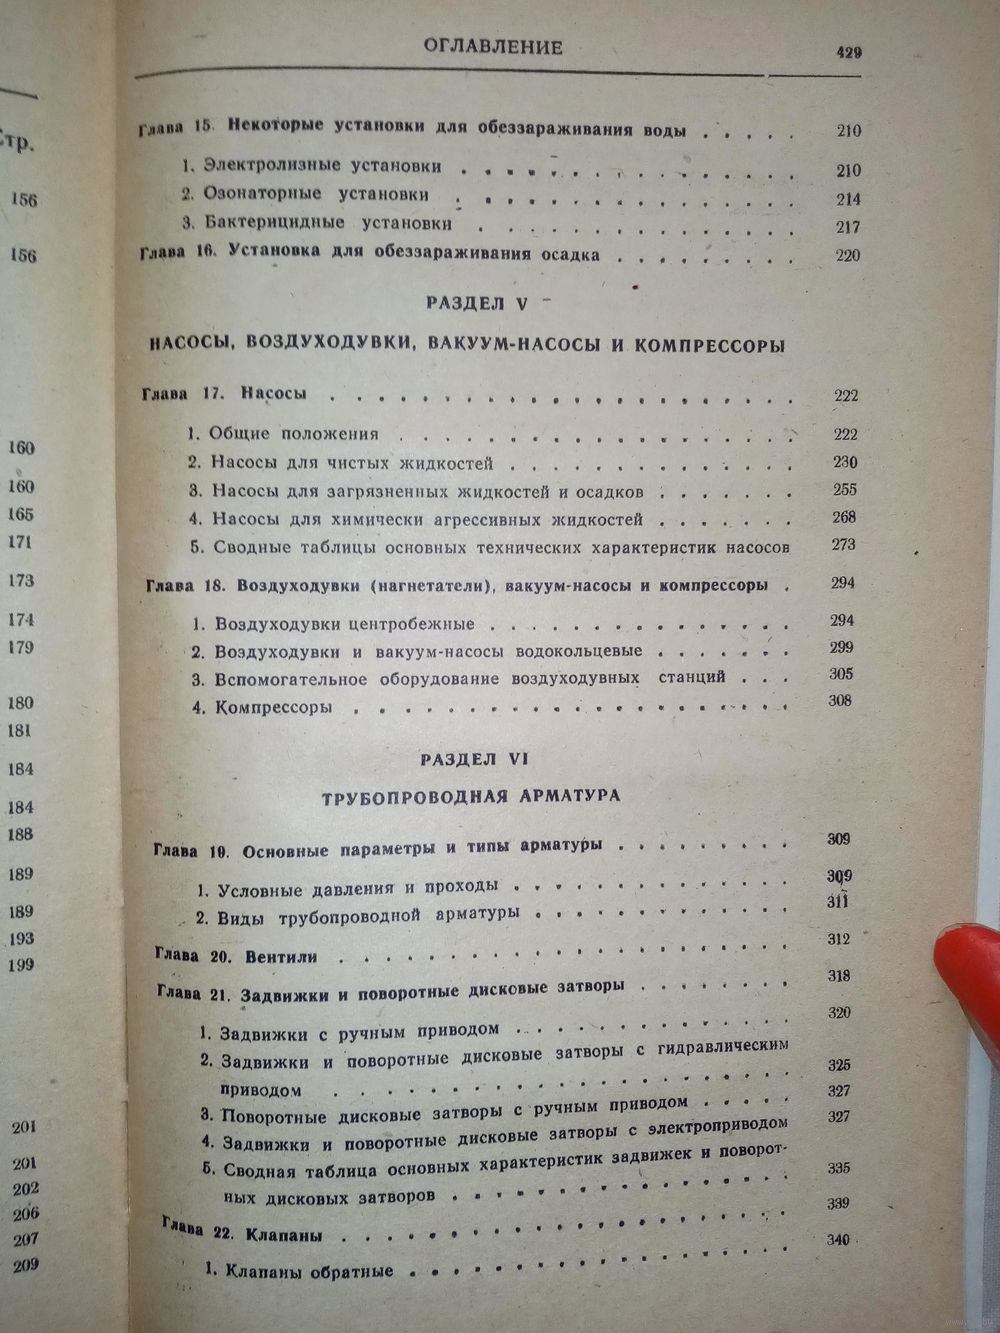 Стр.
156
156
160
160
165
171
173
174
179
180
181
184
184
188
189
189
193
199
201
201
202
206
207
209
ОГЛАВЛЕНИЕ 429
Глава 15. Некоторые установки для обеззараживания воды . . . . . 210
1. Электролизные установки . . . . . . . . . . . . . . . . 210
2. Озонаторные установки . . . . . . . . . . . . . . . . 214
3. Бактерицидные установки . . . . . . . . . . . . . . . 217
Глава 16. Установка для обеззараживания осадка . . . . . . . . . 220
РАЗДЕЛ V
НАСОСЫ, ВОЗДУХОДУВКИ, ВАКУУМ-НАСОСЫ И КОМПРЕССОРЫ
Глава 17. Насосы . . . . . . . . . . . . . . . . . . . . 222
1. Общие положения . . . . . . . . . . . . . . . . . . 222
2. Насосы для чистых жидкостей . . . . . . . . . . . . . 230
3. Насосы для загрязненных жидкостей и осадков . . . . . . . 255
4. Насосы для химически агрессивных жидкостей . . . . . . . 268
5. Сводные таблицы основных технических характеристик насосов 273
Глава 18. Воздуходувки (нагнетатели), вакуум-насосы и компрессоры . 294
1. Воздуходувки центробежные . . . . . . . . . . . . . . 294
2. Воздуходувки и вакуум-насосы водокольцевые . . . . . . . 299
3. Вспомогательное оборудование воздуходувных станций . . . 305
4. Компрессоры . . . . . . . . . . . . . . . . . . . . 308
РАЗДЕЛ VI
ТРУБОПРОВОДНАЯ АРМАТУРА
Глава 19. Основные параметры и типы арматуры . . . . . . . . . 309
1. Условные давления и проходы . . . . . . . . . . . . . 309
2. Виды трубопроводной арматуры . . . . . . . . . . . . 311
Глава 20. Вентили . . . . . . . . . . . . . . . . . . . 312
Глава 21. Задвижки и поворотные дисковые затворы . . . . . . . . 318
1. Задвижки с ручным приводом . . . . . . . . . . . . . 320
2. Задвижки и поворотные дисковые затворы с гидравлическим
приводом . . . . . . . . . . . . . . . . . . . . 325
3. Поворотные дисковые затворы с ручным приводом . . . . . 327
4. Задвижки и поворотные дисковые затворы с электроприводом 327
5. Сводная таблица основных характеристик задвижек и поворот-
ных дисковых затворов . . . . . . . . . . . . . . . . 335
Глава 22. Клапаны . . . . . . . . . . . . . . . . . . . 339
1. Клапаны обратные . . . . . . . . . . . . . . . . . . 340